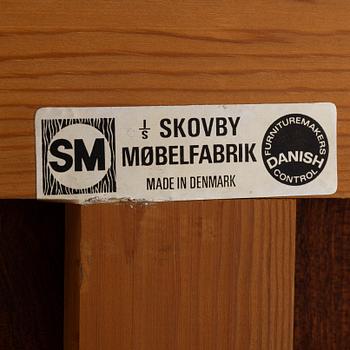 SM
I/S SKOVBY
MØBELFABRIK
MADE IN DENMARK
FURNITUREMAKERS
DANISH
CONTROL